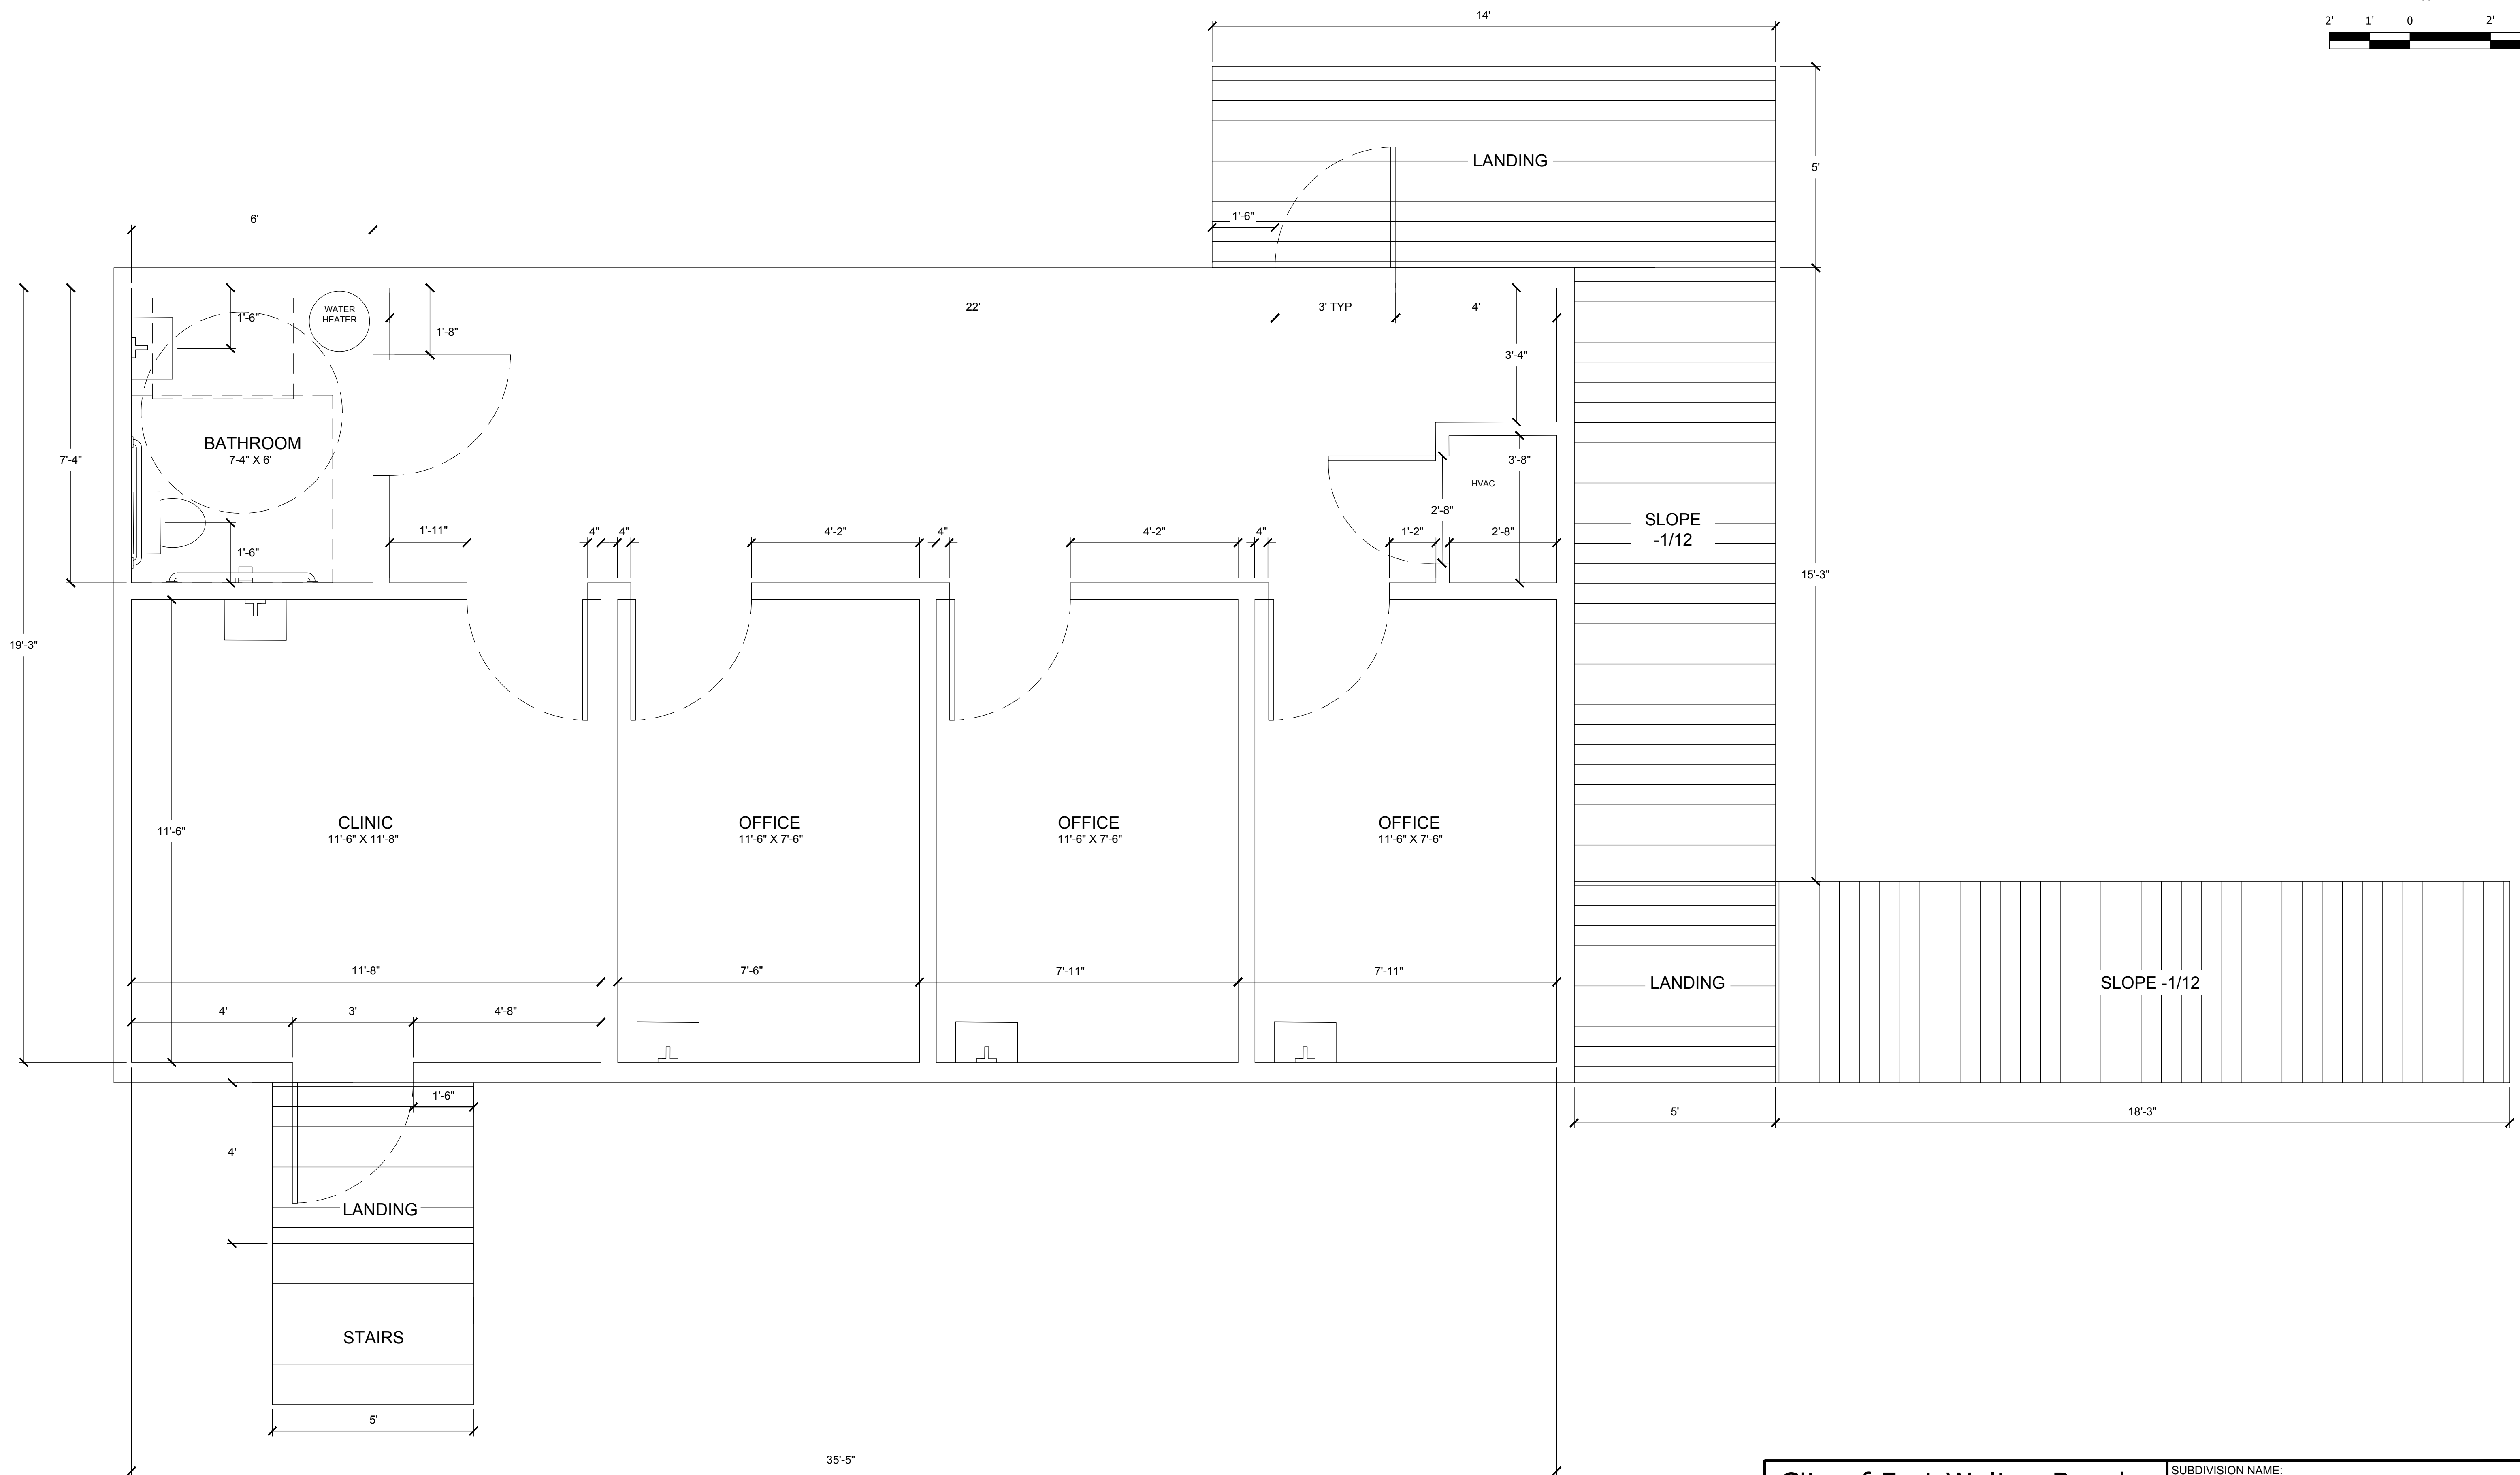 2' 1' 0 2'
14'
LANDING
5'
1'-6"
6'
1'-6"
WATER
HEATER
1'-8"
22'
3' TYP
4'
3'-4"
BATHROOM
7-4" X 6'
7'-4"
3'-8"
HVAC
2'-8"
SLOPE
-1/12
1'-11"
4" 4"
4'-2"
4"
4'-2"
4"
1'-2"
2'-8"
1'-6"
15'-3"
19'-3"
11'-6"
CLINIC
11'-6" X 11'-8"
OFFICE
11'-6" X 7'-6"
OFFICE
11'-6" X 7'-6"
OFFICE
11'-6" X 7'-6"
11'-8"
7'-6"
7'-11"
7'-11"
LANDING
SLOPE -1/12
4'
3'
4'-8"
1'-6"
5'
18'-3"
4'
LANDING
STAIRS
5'
35'-5"
SUBDIVISION NAME: